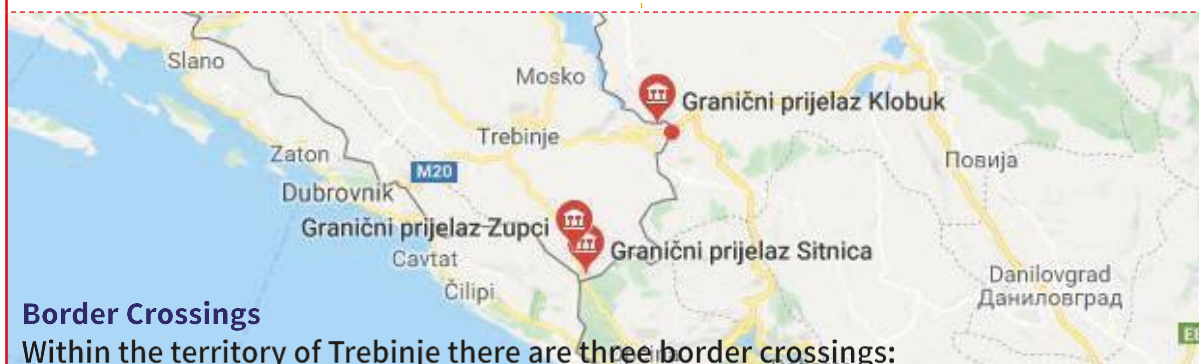 Slano
Mosko
Granični prijelaz Klobuk
Trebinje
Zaton
Повија
M20
Dubrovnik
Granični prijelaz Zupci
Granični prijelaz Sitnica
Cavtat
Danilovgrad
Даниловград
Čilipi
Border Crossings
Within the territory of Trebinje there are three border crossings: